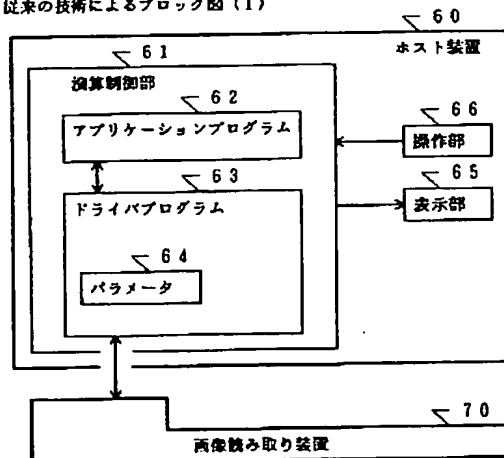 従来の技術によるブロック図(1)
60
ホスト装置
61
演算制御部
62
アプリケーションプログラム
66
操作部
63
ドライバプログラム
65
表示部
64
パラメータ
70
画像読み取り装置